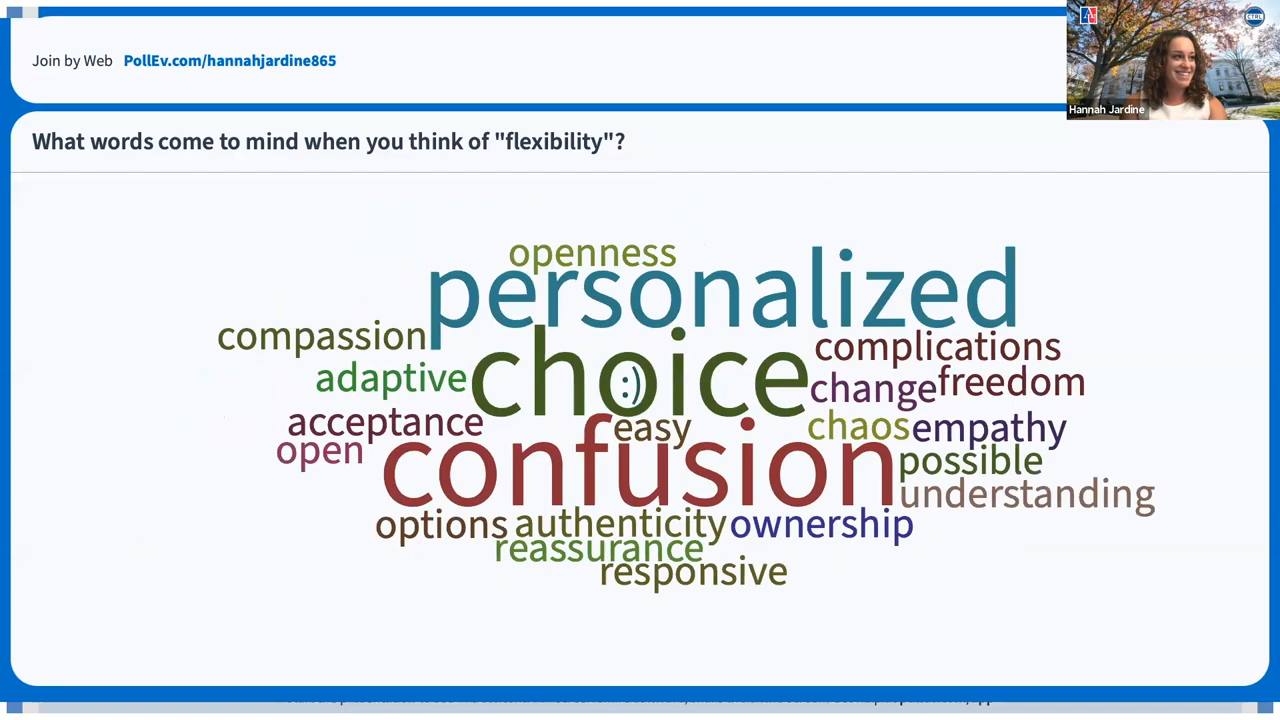 Join by Web PollEv.com/hannahjardine865
CTRL
Hannah Jardine
What words come to mind when you think of "flexibility"?
openness
personalized
compassion
choice
:)
complications
adaptive
change
freedom
acceptance
easy
chaos
empathy
open
confusion
possible
understanding
options
authenticity
ownership
reassurance
responsive